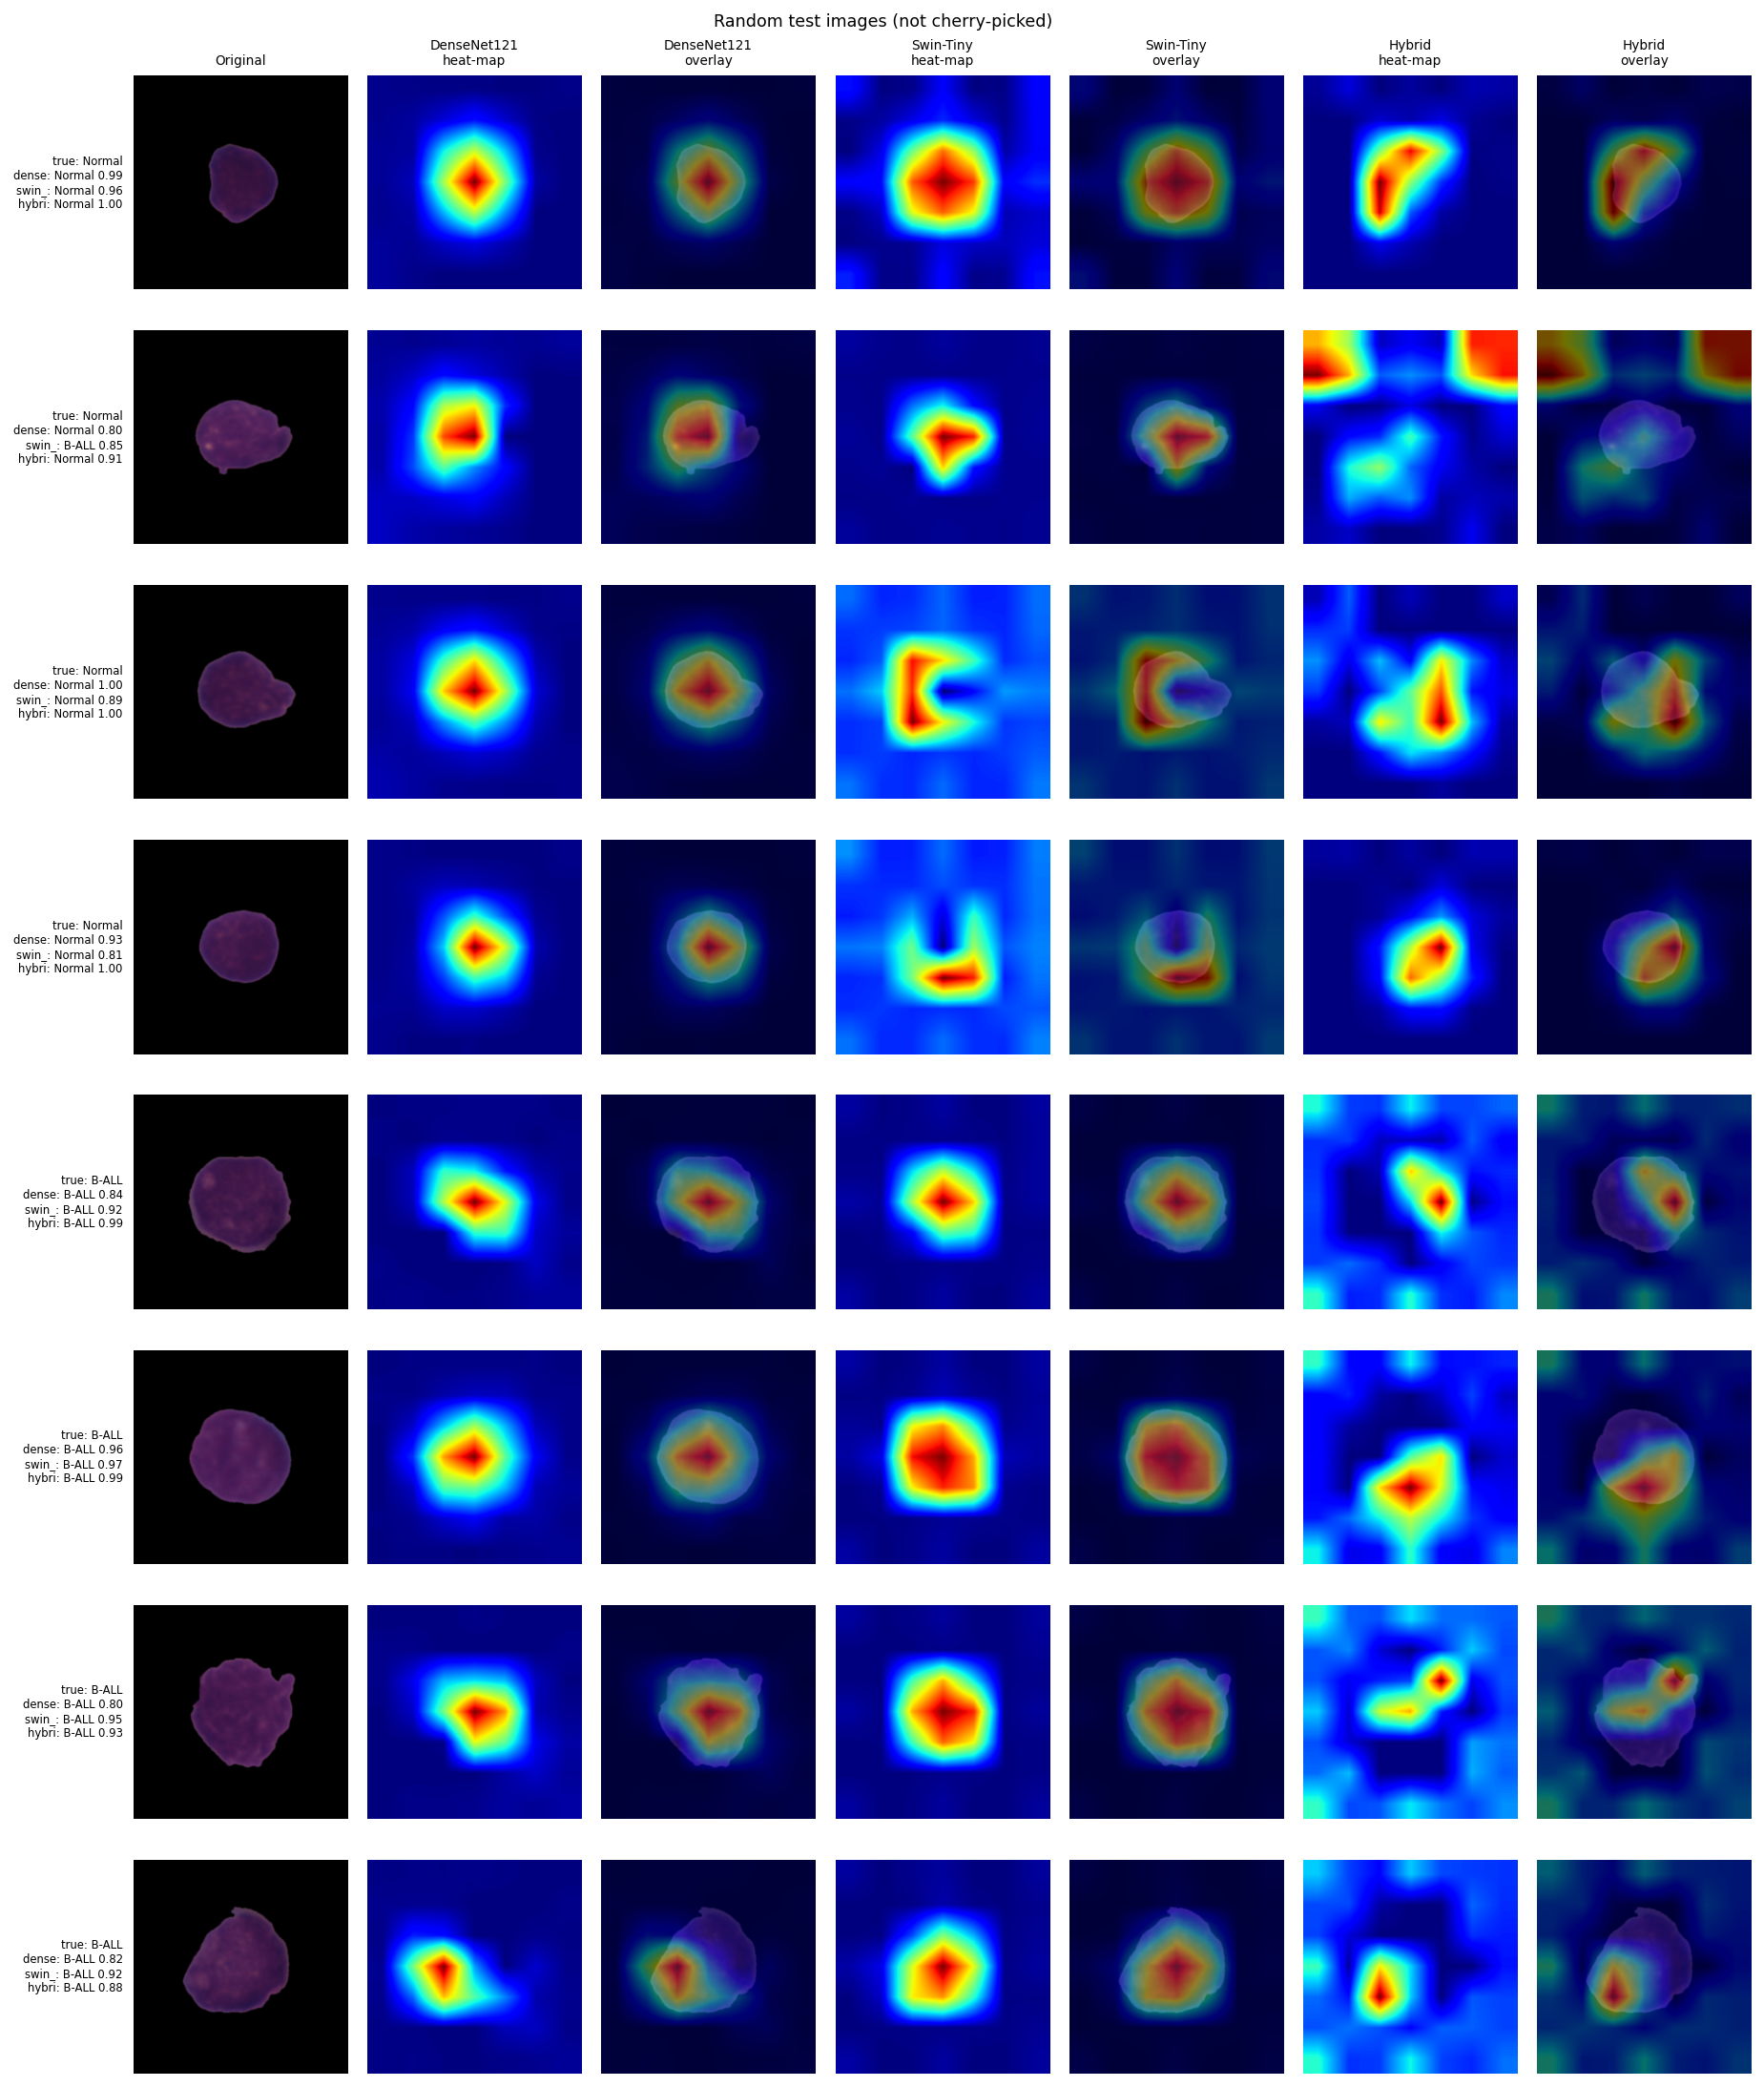 Random test images (not cherry-picked)
Original
DenseNet121
heat-map
DenseNet121
overlay
Swin-Tiny
heat-map
Swin-Tiny
overlay
Hybrid
heat-map
Hybrid
overlay
true: Normal
dense: Normal 0.99
swin_: Normal 0.96
hybri: Normal 1.00
true: Normal
dense: Normal 0.80
swin_: B-ALL 0.85
hybri: Normal 0.91
true: Normal
dense: Normal 1.00
swin_: Normal 0.89
hybri: Normal 1.00
true: Normal
dense: Normal 0.93
swin_: Normal 0.81
hybri: Normal 1.00
true: B-ALL
dense: B-ALL 0.84
swin_: B-ALL 0.92
hybri: B-ALL 0.99
true: B-ALL
dense: B-ALL 0.96
swin_: B-ALL 0.97
hybri: B-ALL 0.99
true: B-ALL
dense: B-ALL 0.80
swin_: B-ALL 0.95
hybri: B-ALL 0.93
true: B-ALL
dense: B-ALL 0.82
swin_: B-ALL 0.92
hybri: B-ALL 0.88